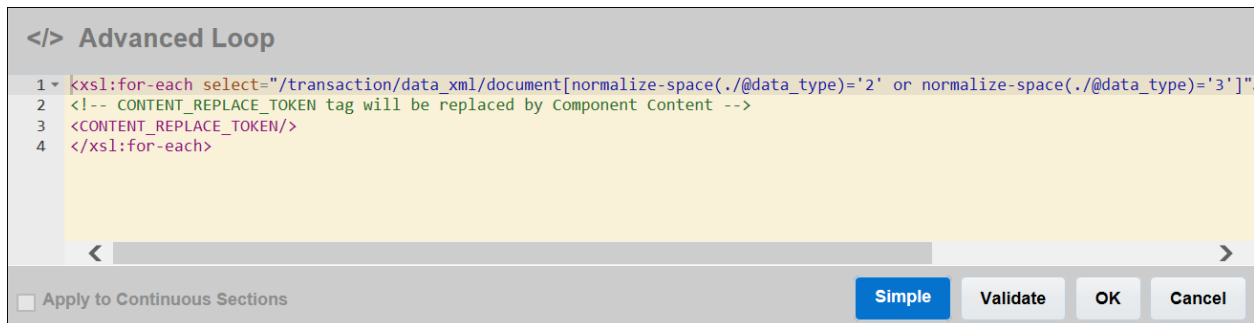 </> Advanced Loop
1 <xsl:for-each select="/transaction/data_xml/document[normalize-space(./@data_type)='2' or normalize-space(./@data_type)='3']"
2 <!-- CONTENT_REPLACE_TOKEN tag will be replaced by Component Content -->
3 <CONTENT_REPLACE_TOKEN/>
4 </xsl:for-each>
Apply to Continuous Sections Simple Validate OK Cancel